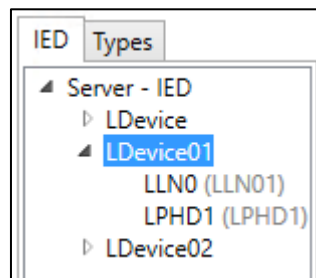 IED Types
Server - IED
LDevice
LDevice01
LLN0 (LLN01)
LPHD1 (LPHD1)
LDevice02